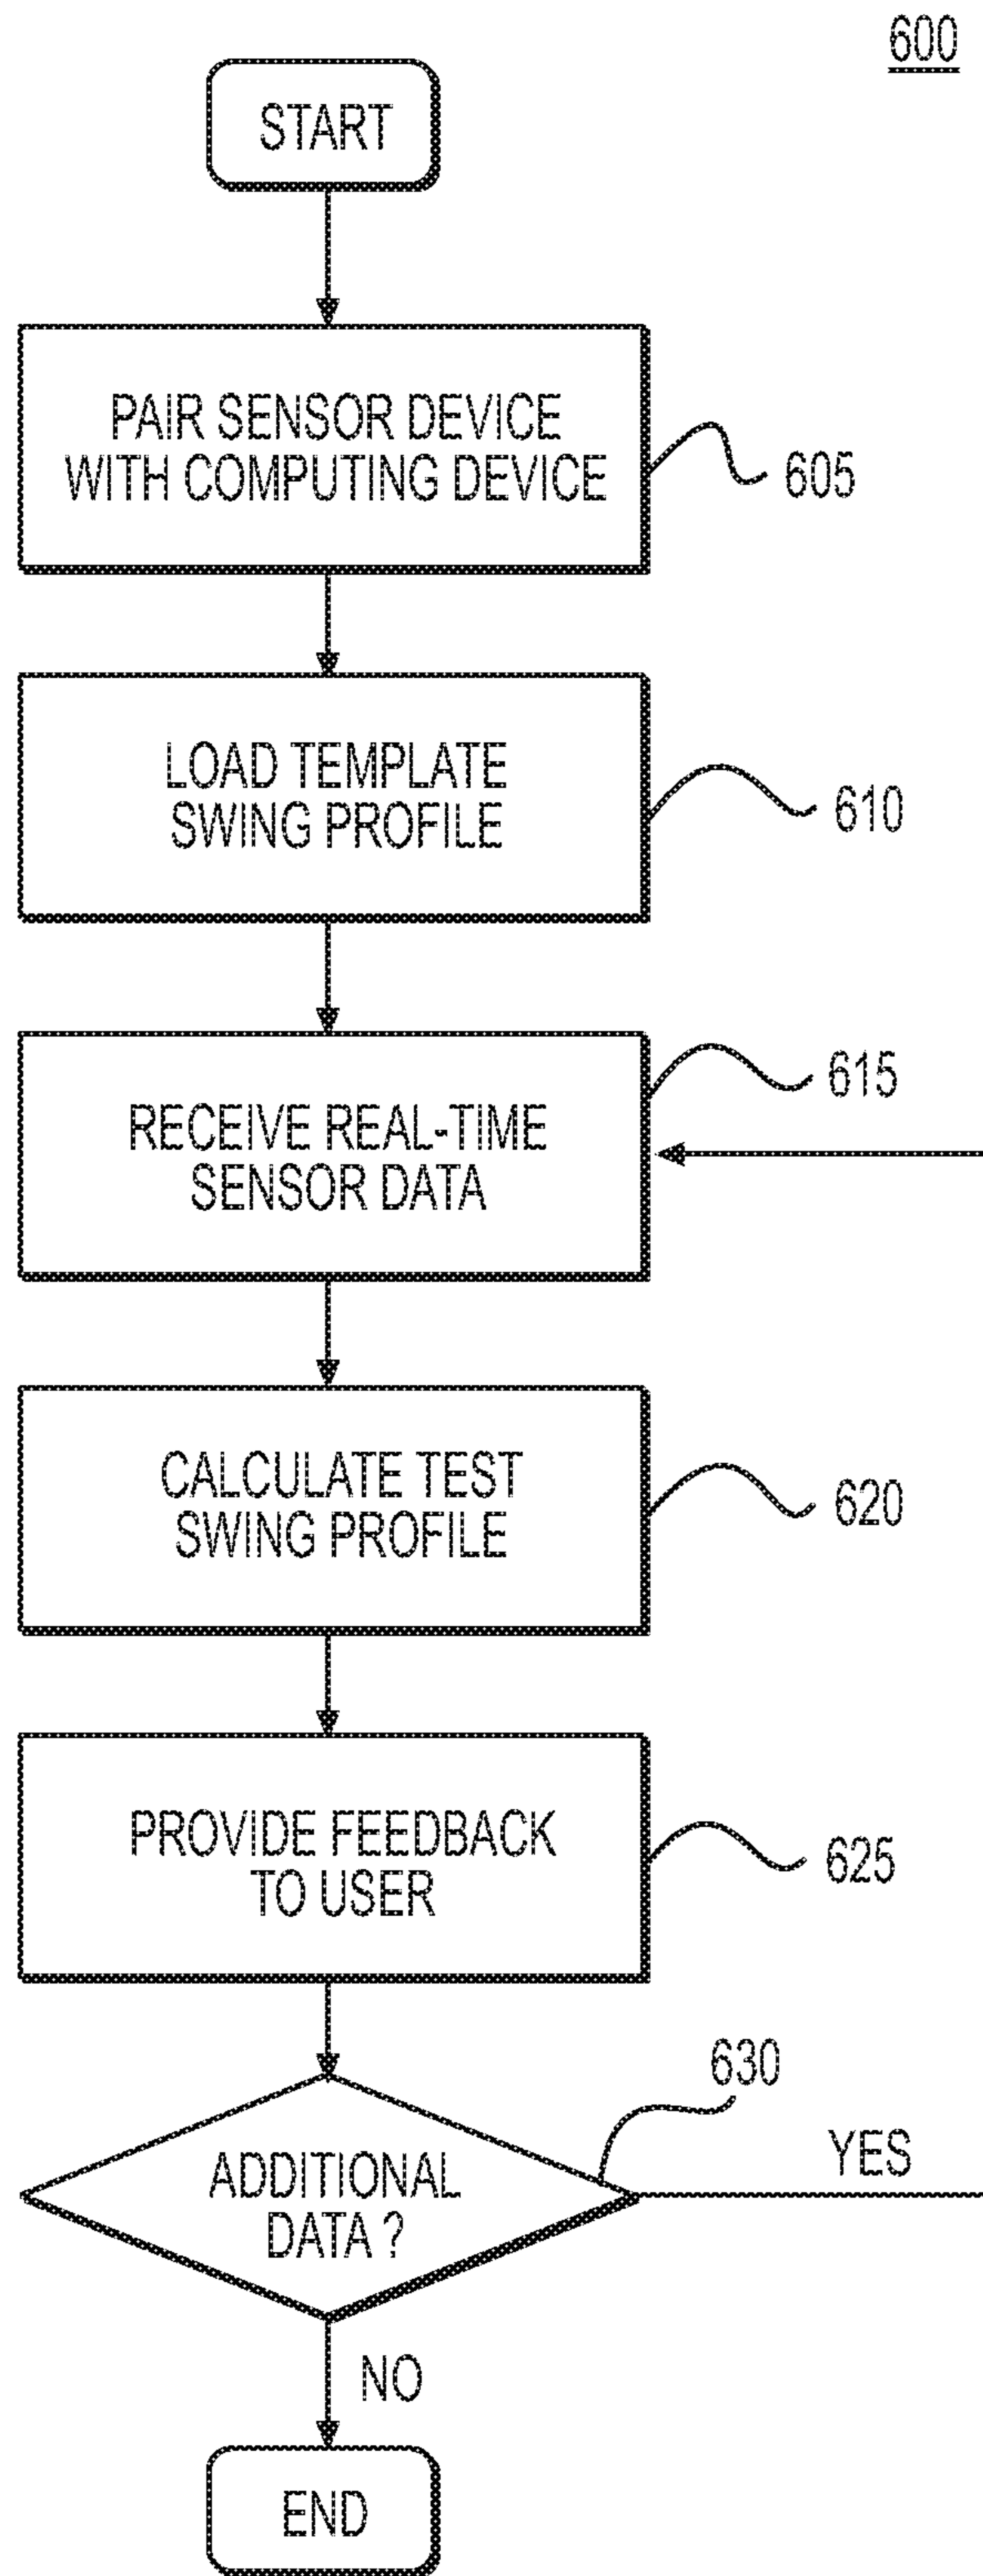 600
START
PAIR SENSOR DEVICE
WITH COMPUTING DEVICE
605
LOAD TEMPLATE
SWING PROFILE
610
RECEIVE REAL-TIME
SENSOR DATA
615
CALCULATE TEST
SWING PROFILE
620
PROVIDE FEEDBACK
TO USER
625
630
ADDITIONAL
DATA ?
YES
NO
END